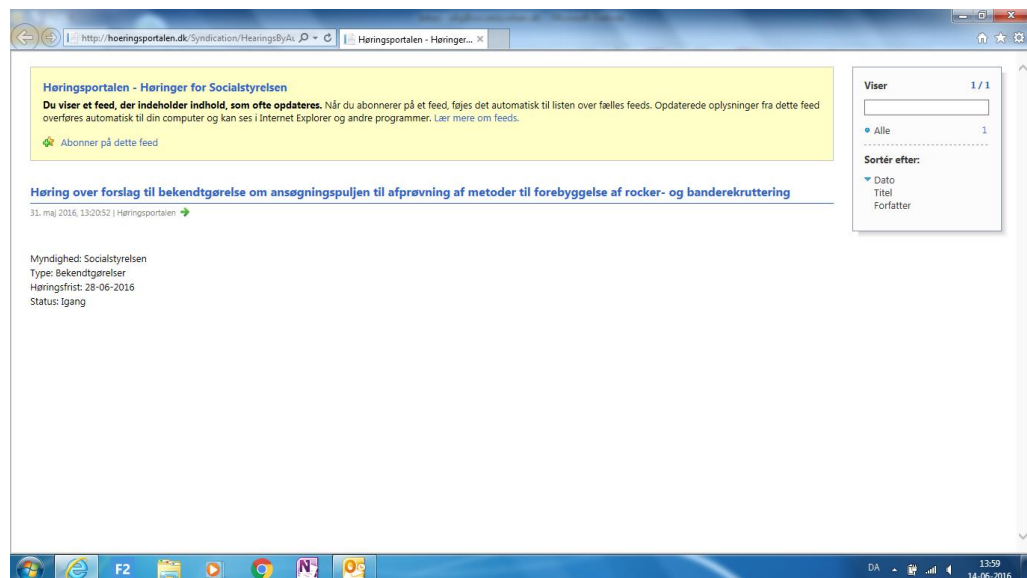 http://hoeringsportalen.dk/Syndication/HearingsByAu
Høringsportalen - Høringer...
Høringsportalen - Høringer for Socialstyrelsen
Du viser et feed, der indeholder indhold, som ofte opdateres. Når du abonnerer på et feed, føjes det automatisk til listen over fælles feeds. Opdaterede oplysninger fra dette feed
overføres automatisk til din computer og kan ses i Internet Explorer og andre programmer. Lær mere om feeds.
Abonner på dette feed
Høring over forslag til bekendtgørelse om ansøgningspuljen til afprøvning af metoder til forebyggelse af rocker- og banderekruttering
31. maj 2016, 13:20:52 | Høringsportalen
Myndighed: Socialstyrelsen
Type: Bekendtgørelser
Høringsfrist: 28-06-2016
Status: Igang
Viser 1 / 1
Alle 1
Sortér efter:
Dato
Titel
Forfatter
F2
DA
13:59
14-06-2016